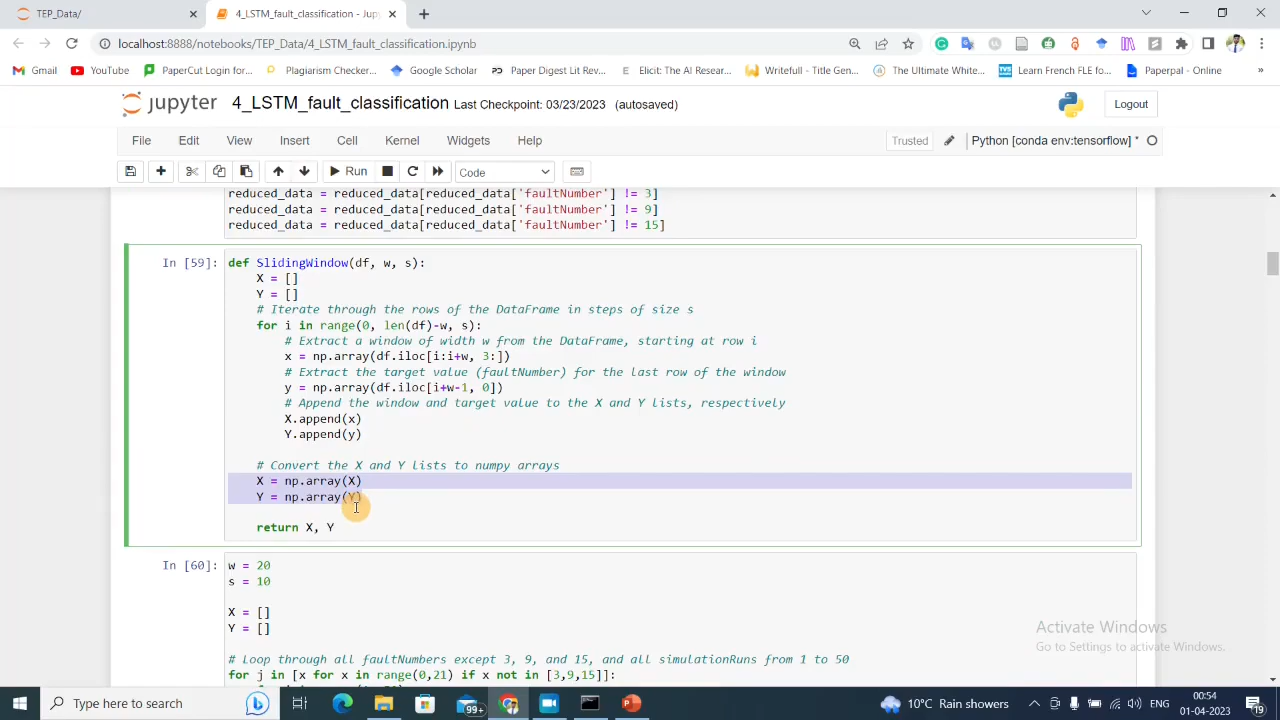 TEP_Data/
4_LSTM_fault_classification - Jup
localhost:8888/notebooks/TEP_Data/4_LSTM_fault_classification.ipynb
Gmail YouTube PaperCut Login for... Plagiarism Checker... Google Scholar Paper Digest Lit Rev... Elicit: The AI Resear... Writefull - Title Gen... The Ultimate White... Learn French FLE fo... Paperpal - Online »
jupyter 4_LSTM_fault_classification Last Checkpoint: 03/23/2023 (autosaved) Logout
File Edit View Insert Cell Kernel Widgets Help Trusted Python [conda env:tensorflow] *
Run Code
reduced_data = reduced_data[reduced_data['faultNumber'] != 3]
reduced_data = reduced_data[reduced_data['faultNumber'] != 9]
reduced_data = reduced_data[reduced_data['faultNumber'] != 15]
In [59]: def SlidingWindow(df, w, s):
X = []
Y = []
# Iterate through the rows of the DataFrame in steps of size s
for i in range(0, len(df)-w, s):
# Extract a window of width w from the DataFrame, starting at row i
x = np.array(df.iloc[i:i+w, 3:])
# Extract the target value (faultNumber) for the last row of the window
y = np.array(df.iloc[i+w-1, 0])
# Append the window and target value to the X and Y lists, respectively
X.append(x)
Y.append(y)
# Convert the X and Y lists to numpy arrays
X = np.array(X)
Y = np.array(Y)
return X, Y
In [60]: w = 20
s = 10
X = []
Y = []
# Loop through all faultNumbers except 3, 9, and 15, and all simulationRuns from 1 to 50
for j in [x for x in range(0,21) if x not in [3,9,15]]:
Activate Windows
Go to Settings to activate Windows.
Type here to search
99+
10°C Rain showers
ENG
00:54
01-04-2023